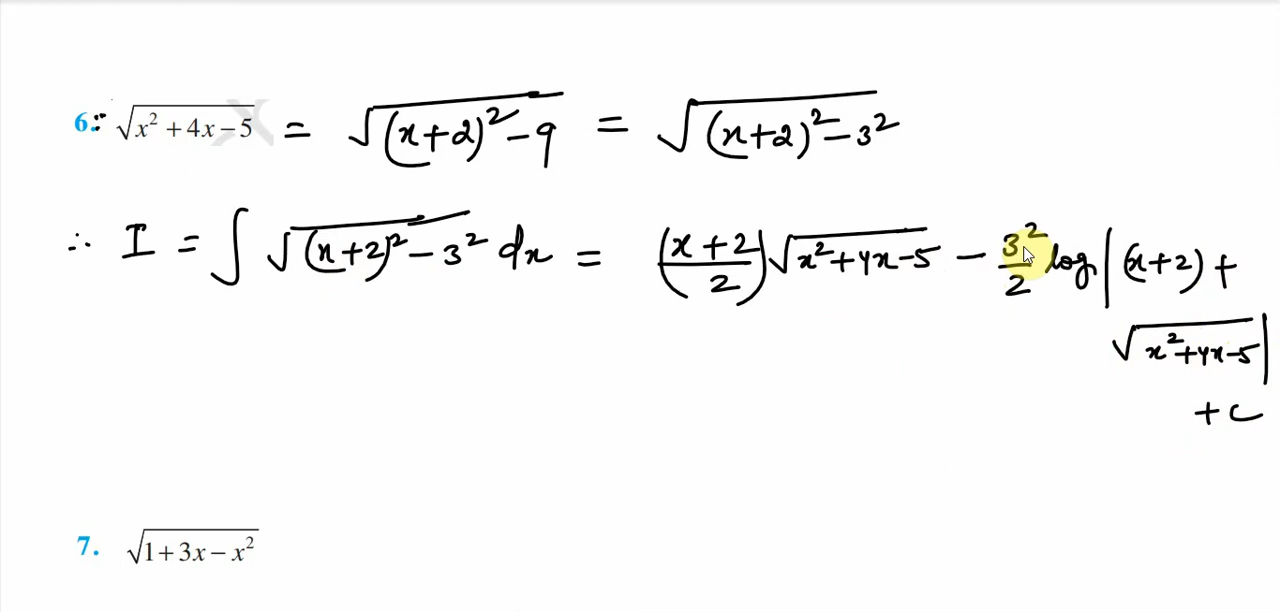 6. √(x² + 4x − 5) = √((x+2)² − 9) = √((x+2)² − 3²)
∴ I = ∫ √((x+2)² − 3²) dx = ((x+2)/2) √(x²+4x−5) − 3²/2 log |(x+2) +
√(x²+4x−5)|
+ C
7. √(1 + 3x − x²)